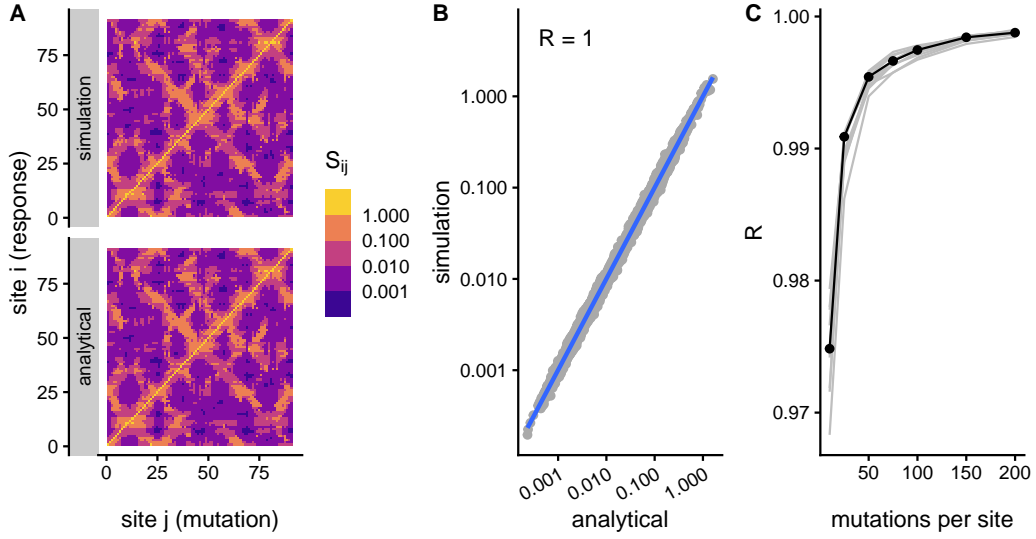 A
simulation
75
50
25
0
analytical
75
50
25
0
site i (response)
0
25
50
75
site j (mutation)
S_ij
1.000
0.100
0.010
0.001
B
R = 1
simulation
1.000
0.100
0.010
0.001
0.001
0.010
0.100
1.000
analytical
C
R
1.00
0.99
0.98
0.97
50
100
150
200
mutations per site